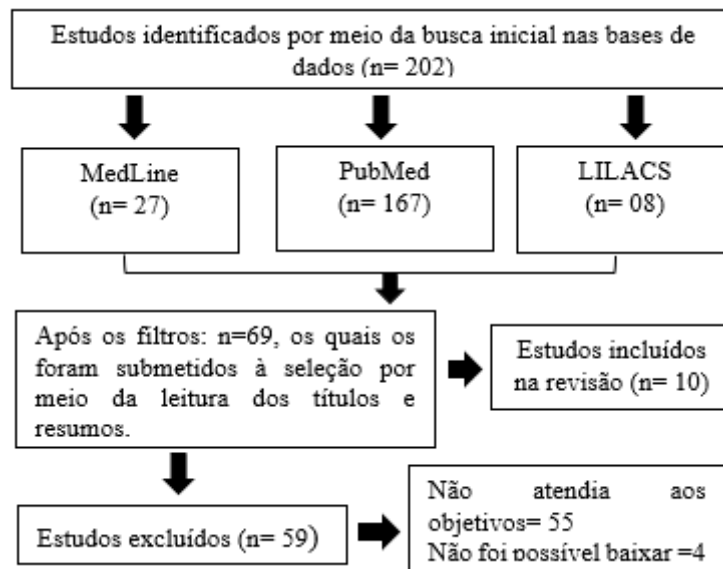 Estudos identificados por meio da busca inicial nas bases de
dados (n= 202)
MedLine
(n= 27)
PubMed
(n= 167)
LILACS
(n= 08)
Após os filtros: n=69, os quais os
foram submetidos à seleção por
meio da leitura dos títulos e
resumos.
Estudos incluídos
na revisão (n= 10)
Estudos excluídos (n= 59)
Não atendia aos
objetivos= 55
Não foi possível baixar =4